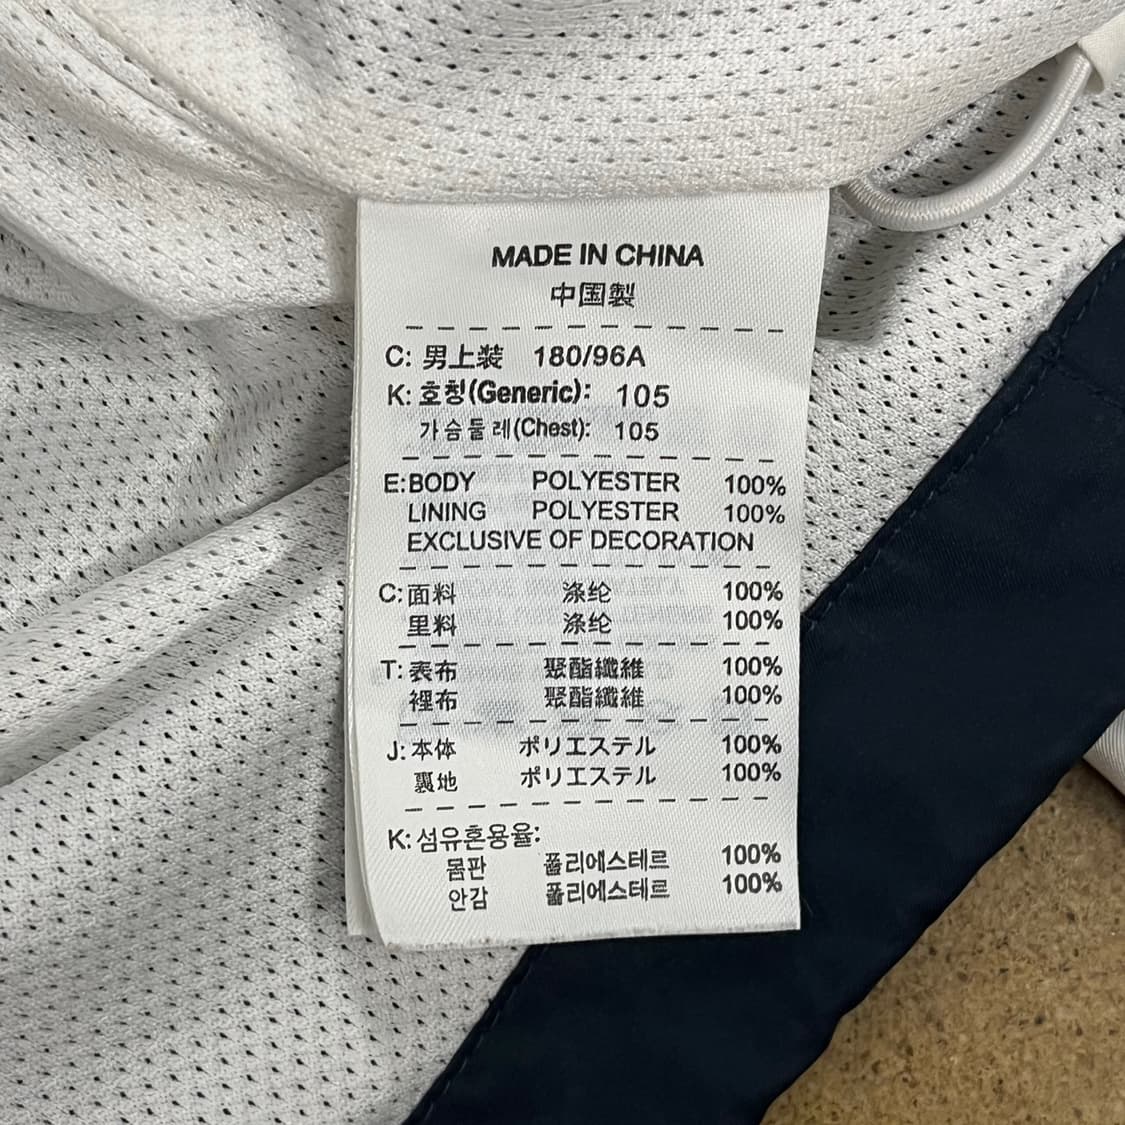 MADE IN CHINA
中国製
C: 男上装 180/96A
K: 호칭(Generic): 105
가슴둘레(Chest): 105
E: BODY POLYESTER 100%
LINING POLYESTER 100%
EXCLUSIVE OF DECORATION
C: 面料 涤纶 100%
里料 涤纶 100%
T: 表布 聚酯纖維 100%
裡布 聚酯纖維 100%
J: 本体 ポリエステル 100%
裏地 ポリエステル 100%
K: 섬유혼용율:
몸판 폴리에스테르 100%
안감 폴리에스테르 100%